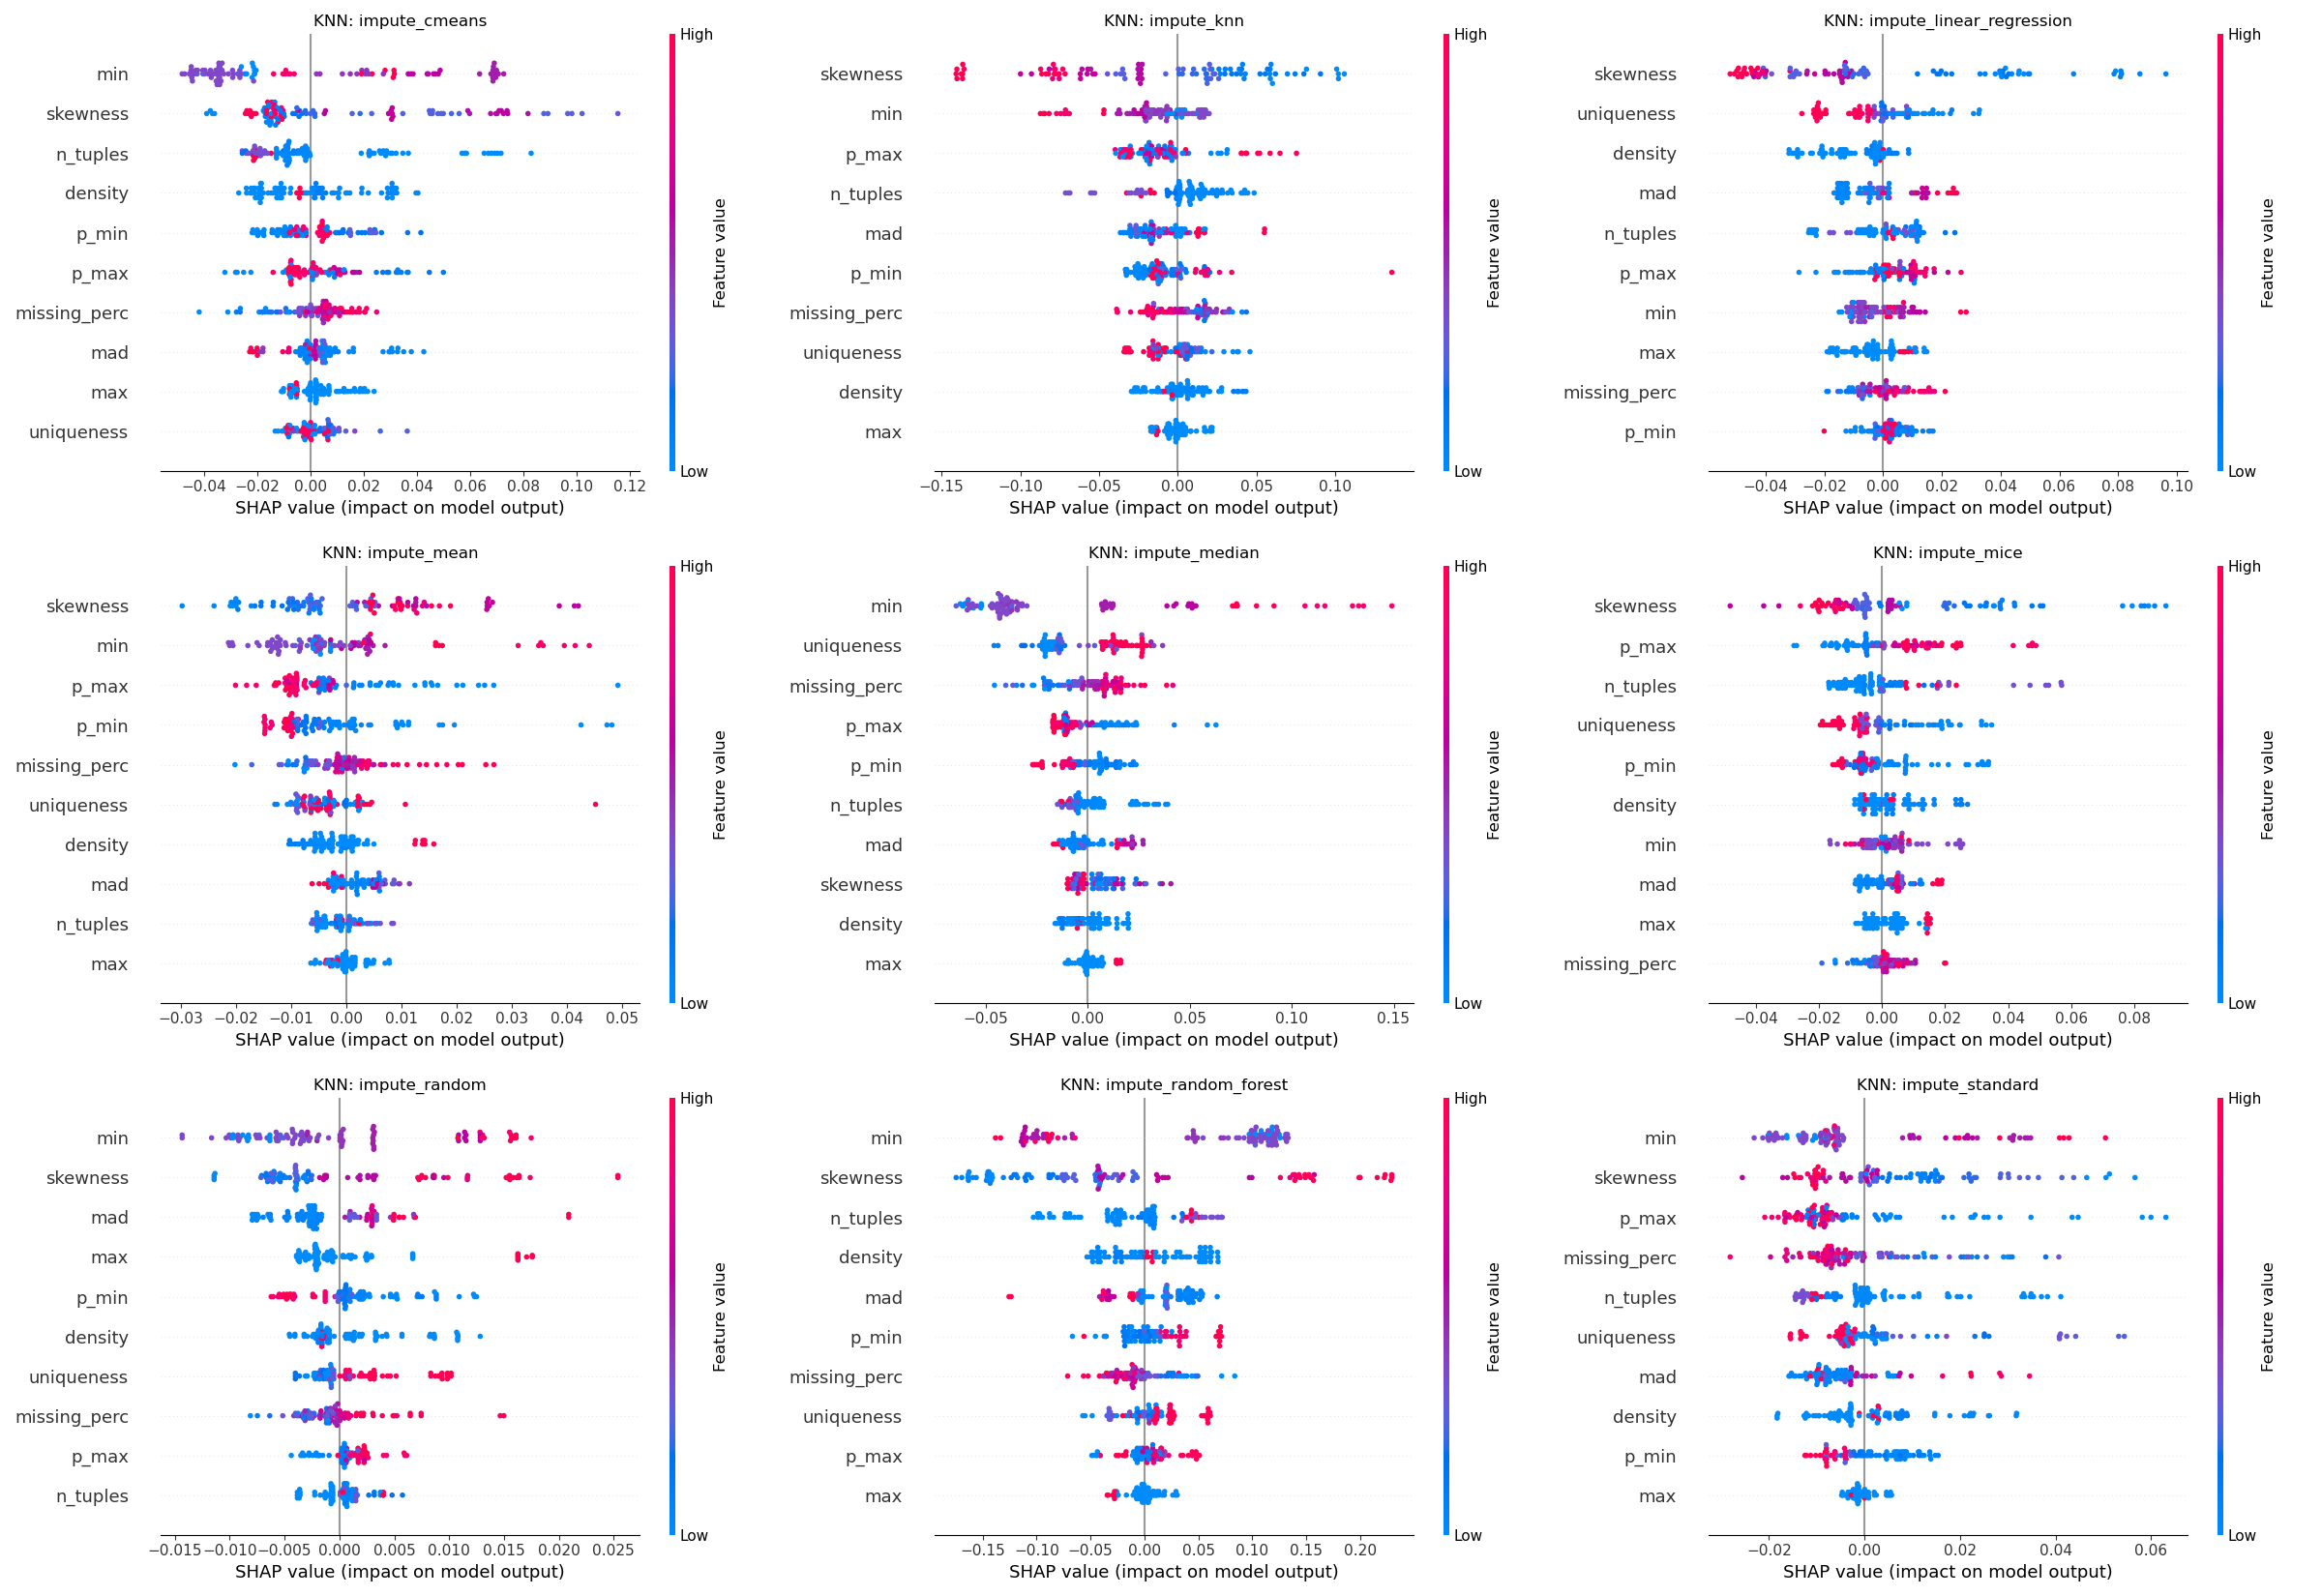 KNN: impute_cmeans
High
min
skewness
n_tuples
density
p_min
p_max
missing_perc
mad
max
uniqueness
Feature value
Low
−0.04 −0.02 0.00 0.02 0.04 0.06 0.08 0.10 0.12
SHAP value (impact on model output)
KNN: impute_knn
High
skewness
min
p_max
n_tuples
mad
p_min
missing_perc
uniqueness
density
max
Feature value
Low
−0.15 −0.10 −0.05 0.00 0.05 0.10
SHAP value (impact on model output)
KNN: impute_linear_regression
High
skewness
uniqueness
density
mad
n_tuples
p_max
min
max
missing_perc
p_min
Feature value
Low
−0.04 −0.02 0.00 0.02 0.04 0.06 0.08 0.10
SHAP value (impact on model output)
KNN: impute_mean
High
skewness
min
p_max
p_min
missing_perc
uniqueness
density
mad
n_tuples
max
Feature value
Low
−0.03 −0.02 −0.01 0.00 0.01 0.02 0.03 0.04 0.05
SHAP value (impact on model output)
KNN: impute_median
High
min
uniqueness
missing_perc
p_max
p_min
n_tuples
mad
skewness
density
max
Feature value
Low
−0.05 0.00 0.05 0.10 0.15
SHAP value (impact on model output)
KNN: impute_mice
High
skewness
p_max
n_tuples
uniqueness
p_min
density
min
mad
max
missing_perc
Feature value
Low
−0.04 −0.02 0.00 0.02 0.04 0.06 0.08
SHAP value (impact on model output)
KNN: impute_random
High
min
skewness
mad
max
p_min
density
uniqueness
missing_perc
p_max
n_tuples
Feature value
Low
−0.015 −0.010 −0.005 0.000 0.005 0.010 0.015 0.020 0.025
SHAP value (impact on model output)
KNN: impute_random_forest
High
min
skewness
n_tuples
density
mad
p_min
missing_perc
uniqueness
p_max
max
Feature value
Low
−0.15 −0.10 −0.05 0.00 0.05 0.10 0.15 0.20
SHAP value (impact on model output)
KNN: impute_standard
High
min
skewness
p_max
missing_perc
n_tuples
uniqueness
mad
density
p_min
max
Feature value
Low
−0.02 0.00 0.02 0.04 0.06
SHAP value (impact on model output)